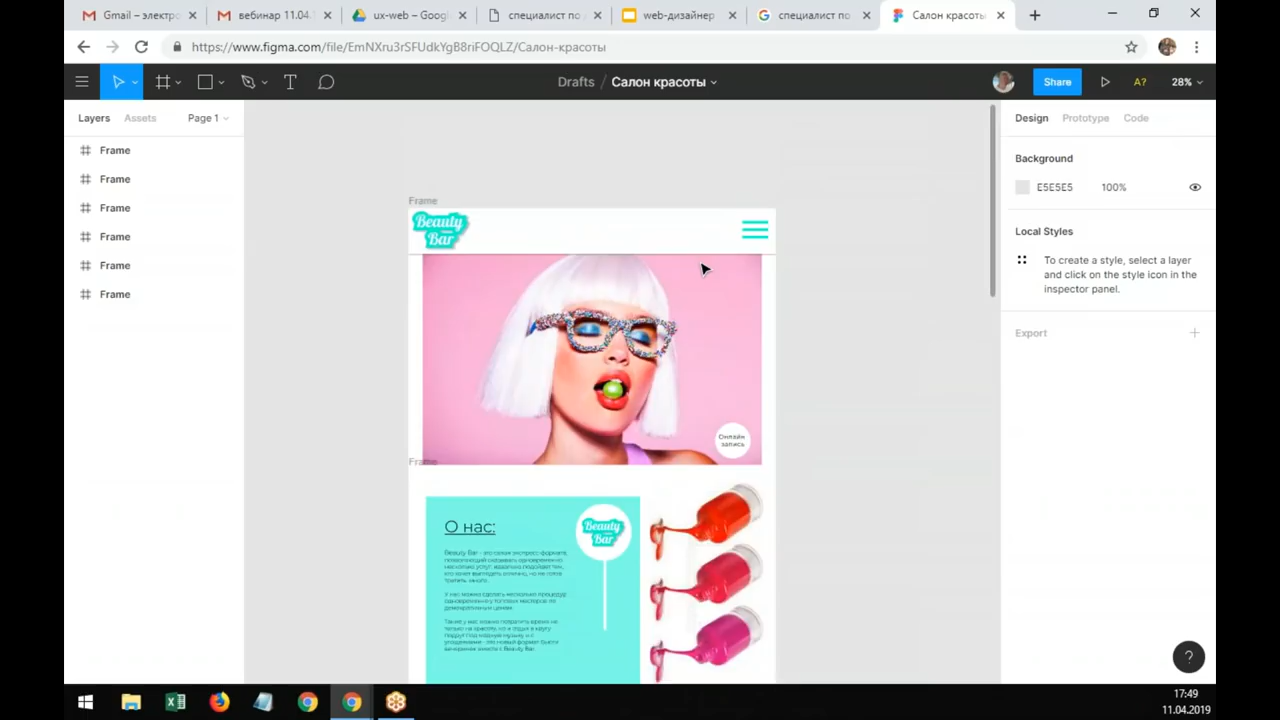 Gmail – электро
вебинар 11.04.
ux-web – Googl
специалист по д
web-дизайнер
специалист по
Салон красоты
https://www.figma.com/file/EmNXru3rSFUdkYgB8riFOQLZ/Салон-красоты
Drafts / Салон красоты
Share
A?
28%
Layers
Assets
Page 1
Design
Prototype
Code
Frame
Frame
Frame
Frame
Frame
Frame
Background
E5E5E5
100%
Local Styles
To create a style, select a layer
and click on the style icon in the
inspector panel.
Export
Frame
Beauty
Bar
Онлайн
запись
Frame
О нас:
Beauty
Bar
?
17:49
11.04.2019